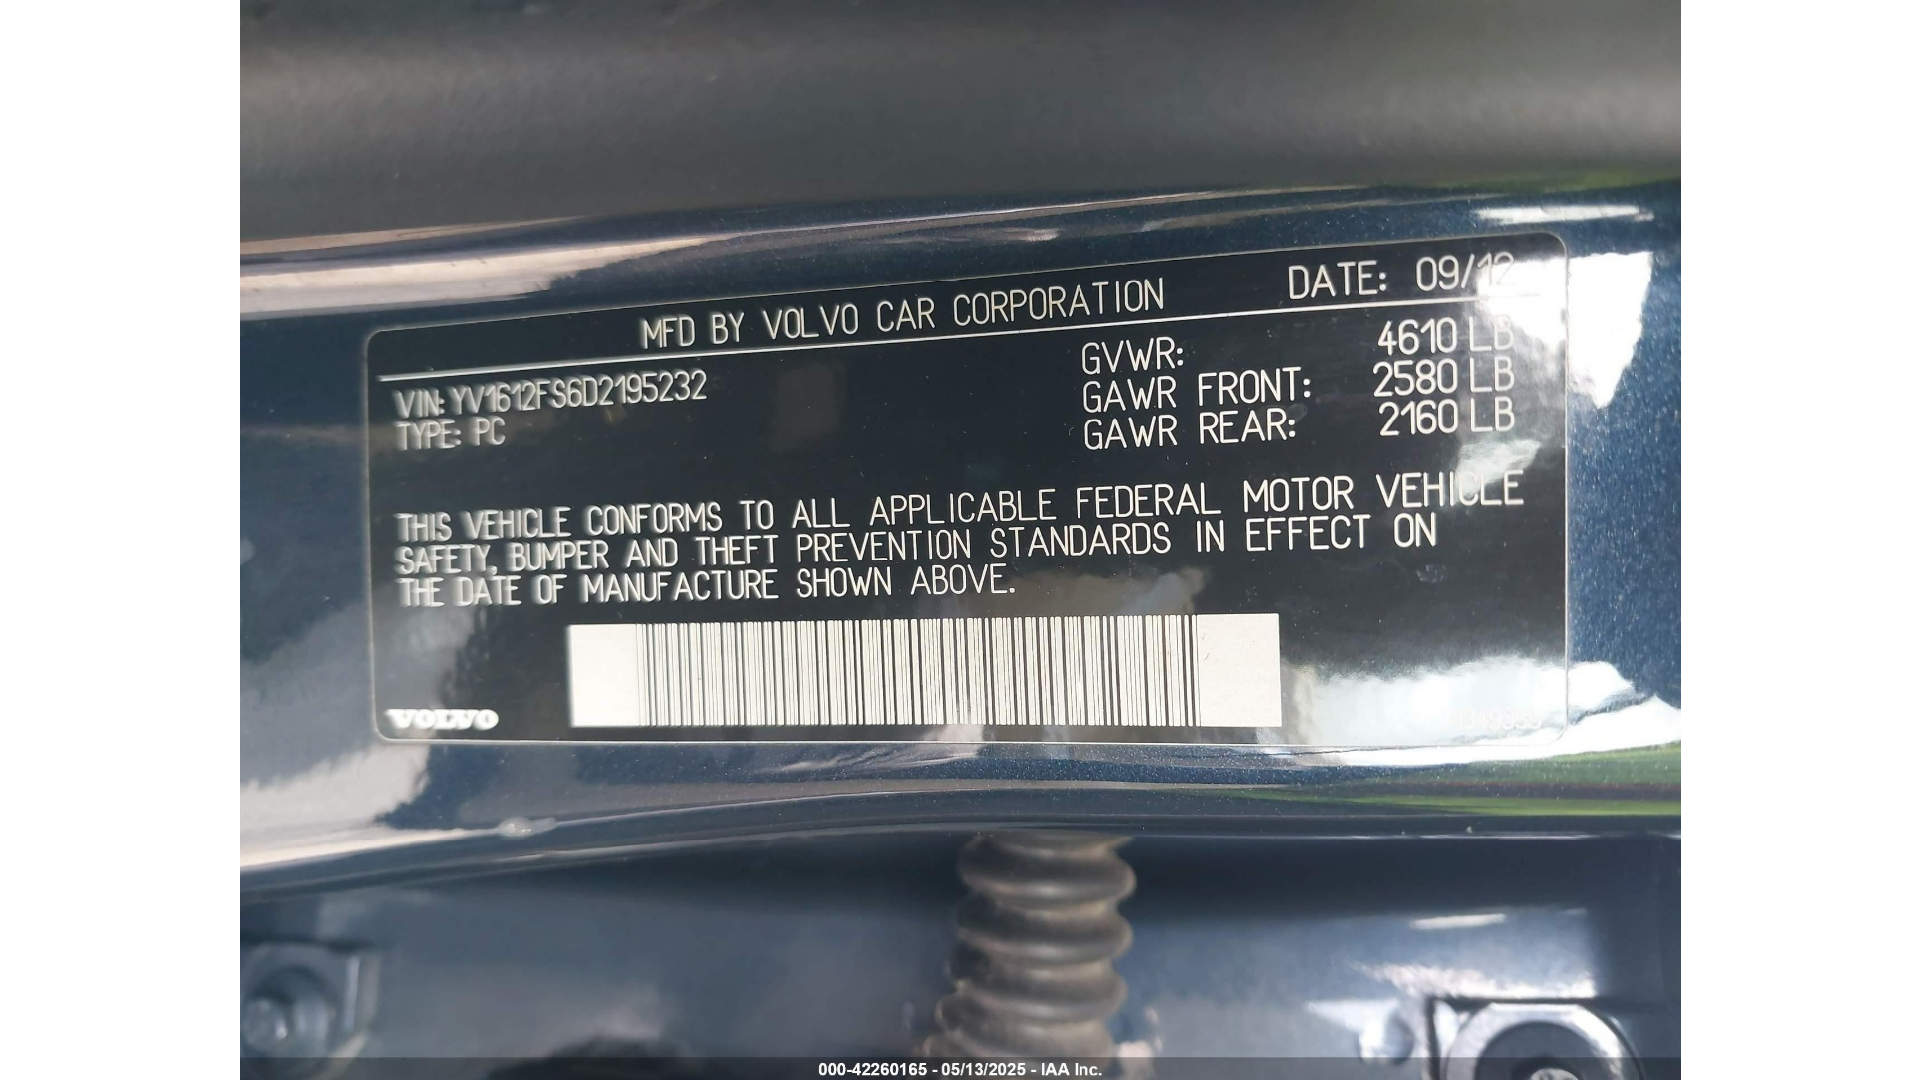 MFD BY VOLVO CAR CORPORATION DATE: 09/12
VIN: YV1612FS6D2195232
TYPE: PC
GVWR: 4610 LB
GAWR FRONT: 2580 LB
GAWR REAR: 2160 LB
THIS VEHICLE CONFORMS TO ALL APPLICABLE FEDERAL MOTOR VEHICLE
SAFETY, BUMPER AND THEFT PREVENTION STANDARDS IN EFFECT ON
THE DATE OF MANUFACTURE SHOWN ABOVE.
VOLVO
000-42260165 - 05/13/2025 - IAA Inc.